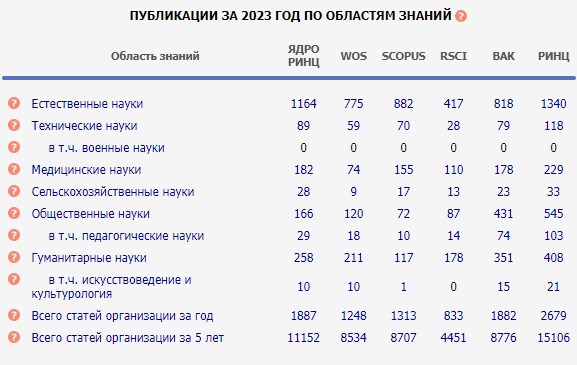 ПУБЛИКАЦИИ ЗА 2023 ГОД ПО ОБЛАСТЯМ ЗНАНИЙ ?
Область знаний ЯДРО РИНЦ WOS SCOPUS RSCI ВАК РИНЦ
? Естественные науки 1164 775 882 417 818 1340
? Технические науки 89 59 70 28 79 118
? в т.ч. военные науки 0 0 0 0 0 0
? Медицинские науки 182 74 155 110 178 229
? Сельскохозяйственные науки 28 9 17 13 23 33
? Общественные науки 166 120 72 87 431 545
? в т.ч. педагогические науки 29 18 10 14 74 103
? Гуманитарные науки 258 211 117 178 351 408
? в т.ч. искусствоведение и
культурология 10 10 1 0 15 21
? Всего статей организации за год 1887 1248 1313 833 1882 2679
? Всего статей организации за 5 лет 11152 8534 8707 4451 8776 15106